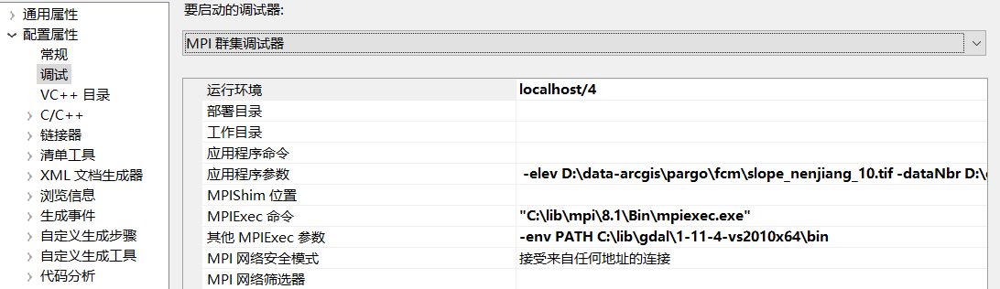 通用属性
配置属性
常规
调试
VC++ 目录
C/C++
链接器
清单工具
XML 文档生成器
浏览信息
生成事件
自定义生成步骤
自定义生成工具
代码分析
要启动的调试器:
MPI 群集调试器
运行环境 localhost/4
部署目录
工作目录
应用程序命令
应用程序参数 -elev D:\data-arcgis\pargo\fcm\slope_nenjiang_10.tif -dataNbr D:\
MPIShim 位置
MPIExec 命令 "C:\lib\mpi\8.1\Bin\mpiexec.exe"
其他 MPIExec 参数 -env PATH C:\lib\gdal\1-11-4-vs2010x64\bin
MPI 网络安全模式 接受来自任何地址的连接
MPI 网络筛选器